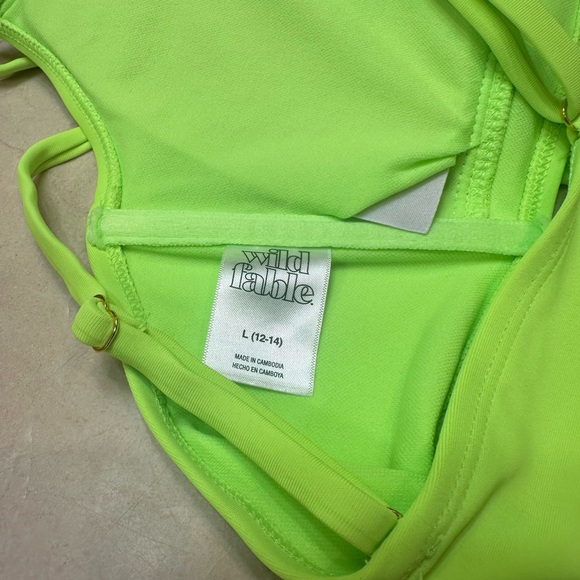 wild
fable.
L (12-14)
MADE IN CAMBODIA
HECHO EN CAMBOYA